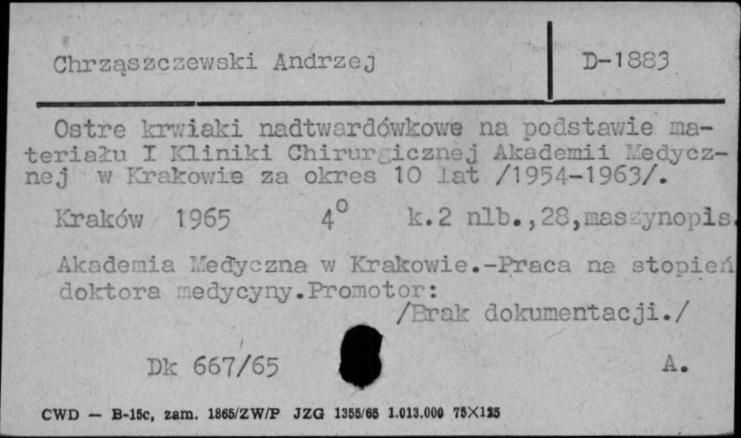 Chrząszczewski Andrzej D-1883
Ostre krwiaki nadtwardówkowe na podstawie ma-
teriału I Kliniki Chirurgicznej Akademii Medycz-
nej w Krakowie za okres 10 lat /1954-1963/.
Kraków 1965 4° k.2 nlb.,28,maszynopis.
Akademia Medyczna w Krakowie.-Praca na stopień
doktora medycyny.Promotor:
/Brak dokumentacji./
Dk 667/65 A.
CWD — B-15c, zam. 1865/ZW/P JZG 1355/65 1.013.000 75×125